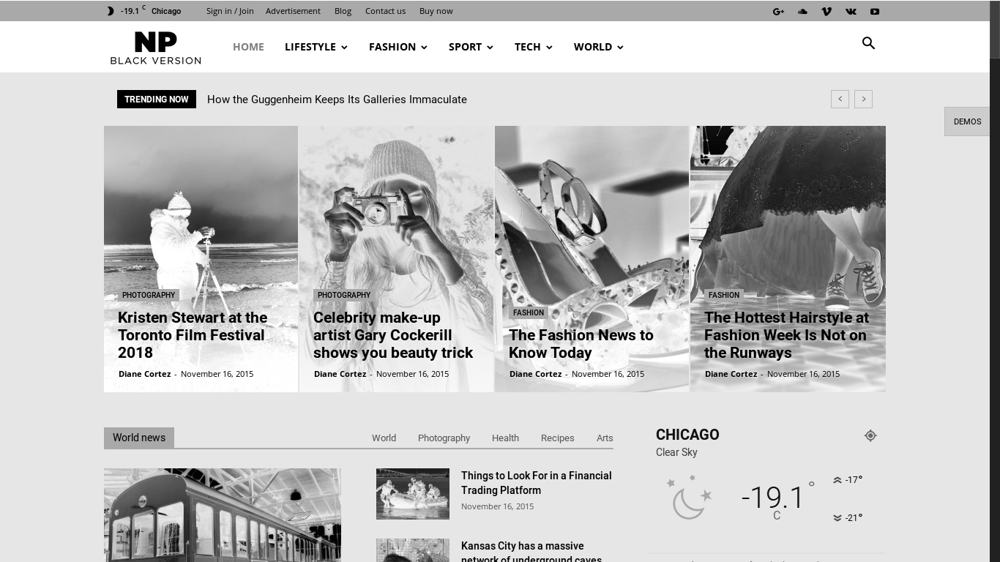 -19.1 C Chicago Sign in / Join Advertisement Blog Contact us Buy now
NP
BLACK VERSION
HOME LIFESTYLE FASHION SPORT TECH WORLD
TRENDING NOW How the Guggenheim Keeps Its Galleries Immaculate
DEMOS
PHOTOGRAPHY
Kristen Stewart at the
Toronto Film Festival
2018
Diane Cortez - November 16, 2015
PHOTOGRAPHY
Celebrity make-up
artist Gary Cockerill
shows you beauty trick
Diane Cortez - November 16, 2015
FASHION
The Fashion News to
Know Today
Diane Cortez - November 16, 2015
FASHION
The Hottest Hairstyle at
Fashion Week Is Not on
the Runways
Diane Cortez - November 16, 2015
World news World Photography Health Recipes Arts
Things to Look For in a Financial
Trading Platform
November 16, 2015
Kansas City has a massive
network of underground caves
CHICAGO
Clear Sky
-19.1°
C
-17°
-21°